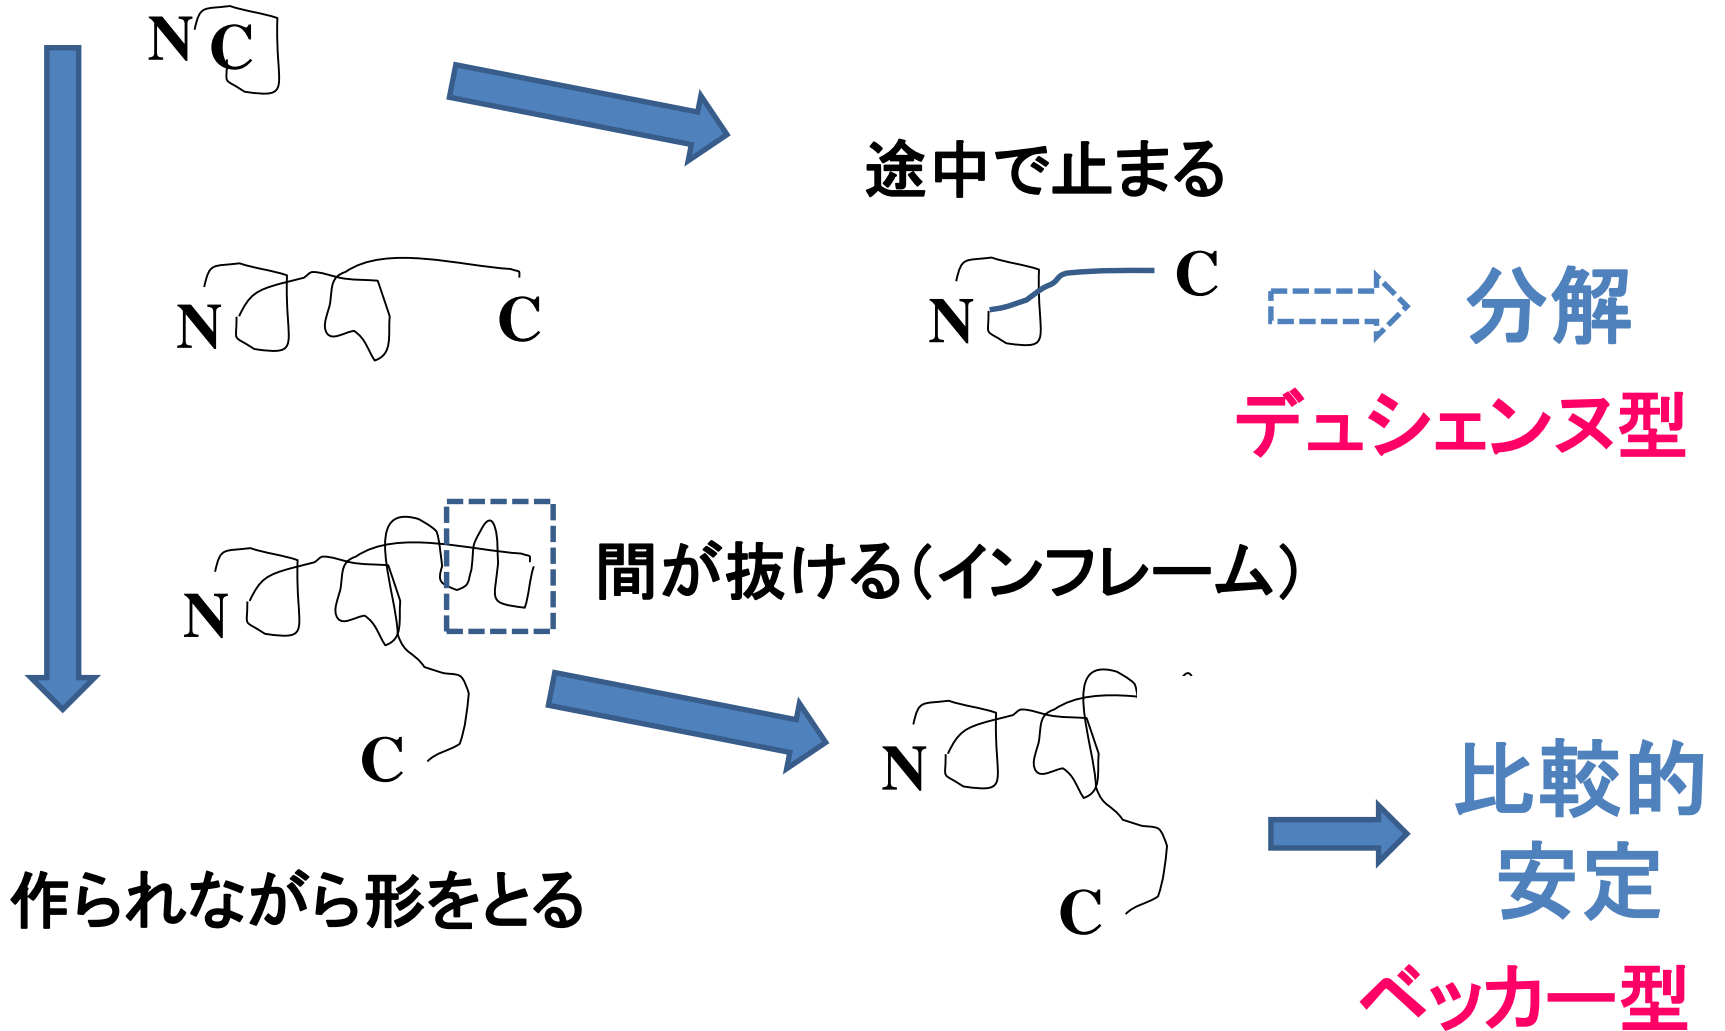 N C
途中で止まる
N C
N C
分解
デュシェンヌ型
間が抜ける(インフレーム)
N
C
N
C
比較的
安定
作られながら形をとる
ベッカー型